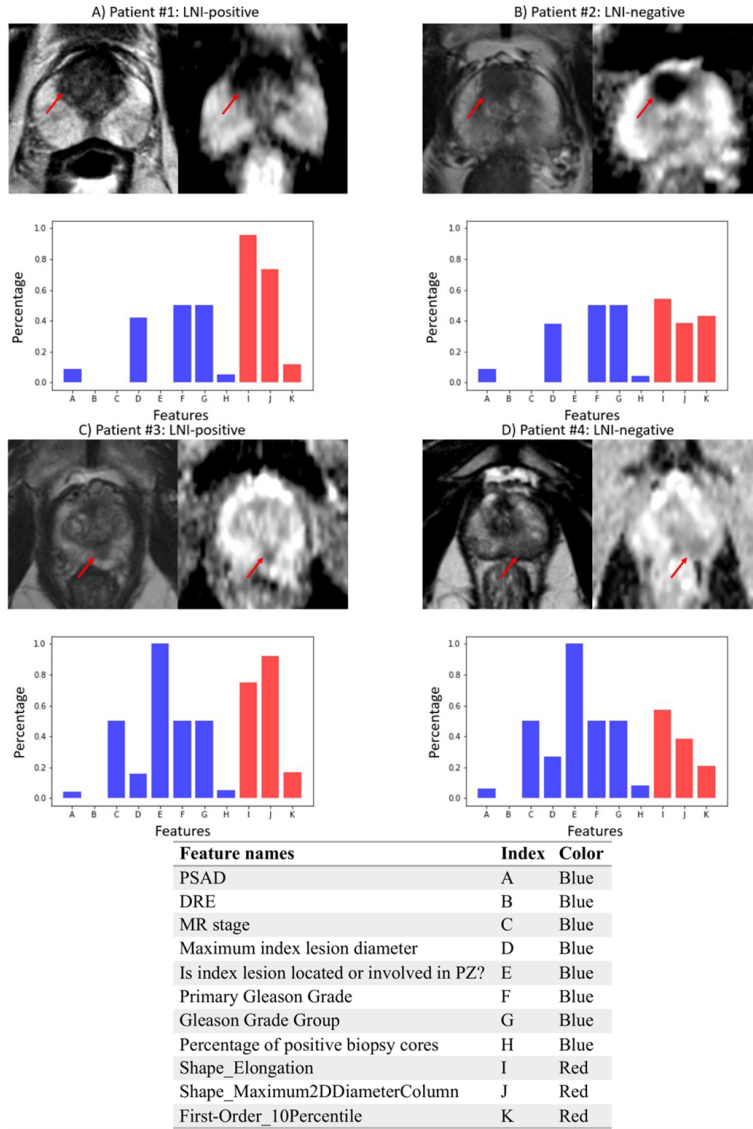 A) Patient #1: LNI-positive
B) Patient #2: LNI-negative
1.0
0.8
0.6
0.4
0.2
0.0
Percentage
A B C D E F G H I J K
Features
1.0
0.8
0.6
0.4
0.2
0.0
Percentage
A B C D E F G H I J K
Features
C) Patient #3: LNI-positive
D) Patient #4: LNI-negative
1.0
0.8
0.6
0.4
0.2
0.0
Percentage
A B C D E F G H I J K
Features
1.0
0.8
0.6
0.4
0.2
0.0
Percentage
A B C D E F G H I J K
Features
Feature names Index Color
PSAD A Blue
DRE B Blue
MR stage C Blue
Maximum index lesion diameter D Blue
Is index lesion located or involved in PZ? E Blue
Primary Gleason Grade F Blue
Gleason Grade Group G Blue
Percentage of positive biopsy cores H Blue
Shape_Elongation I Red
Shape_Maximum2DDiameterColumn J Red
First-Order_10Percentile K Red